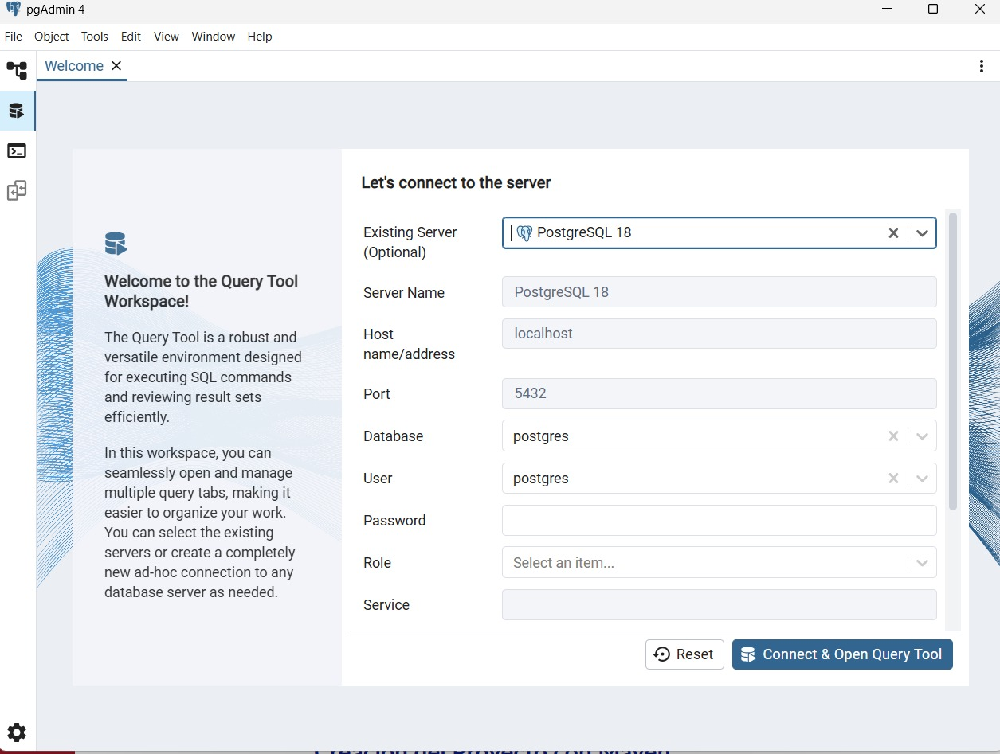 pgAdmin 4
File Object Tools Edit View Window Help
Welcome
Welcome to the Query Tool
Workspace!
The Query Tool is a robust and
versatile environment designed
for executing SQL commands
and reviewing result sets
efficiently.
In this workspace, you can
seamlessly open and manage
multiple query tabs, making it
easier to organize your work.
You can select the existing
servers or create a completely
new ad-hoc connection to any
database server as needed.
Let's connect to the server
Existing Server
(Optional)
PostgreSQL 18
Server Name
PostgreSQL 18
Host
name/address
localhost
Port
5432
Database
postgres
User
postgres
Password
Role
Select an item...
Service
Reset
Connect & Open Query Tool
Creación del Proyecto con Maven